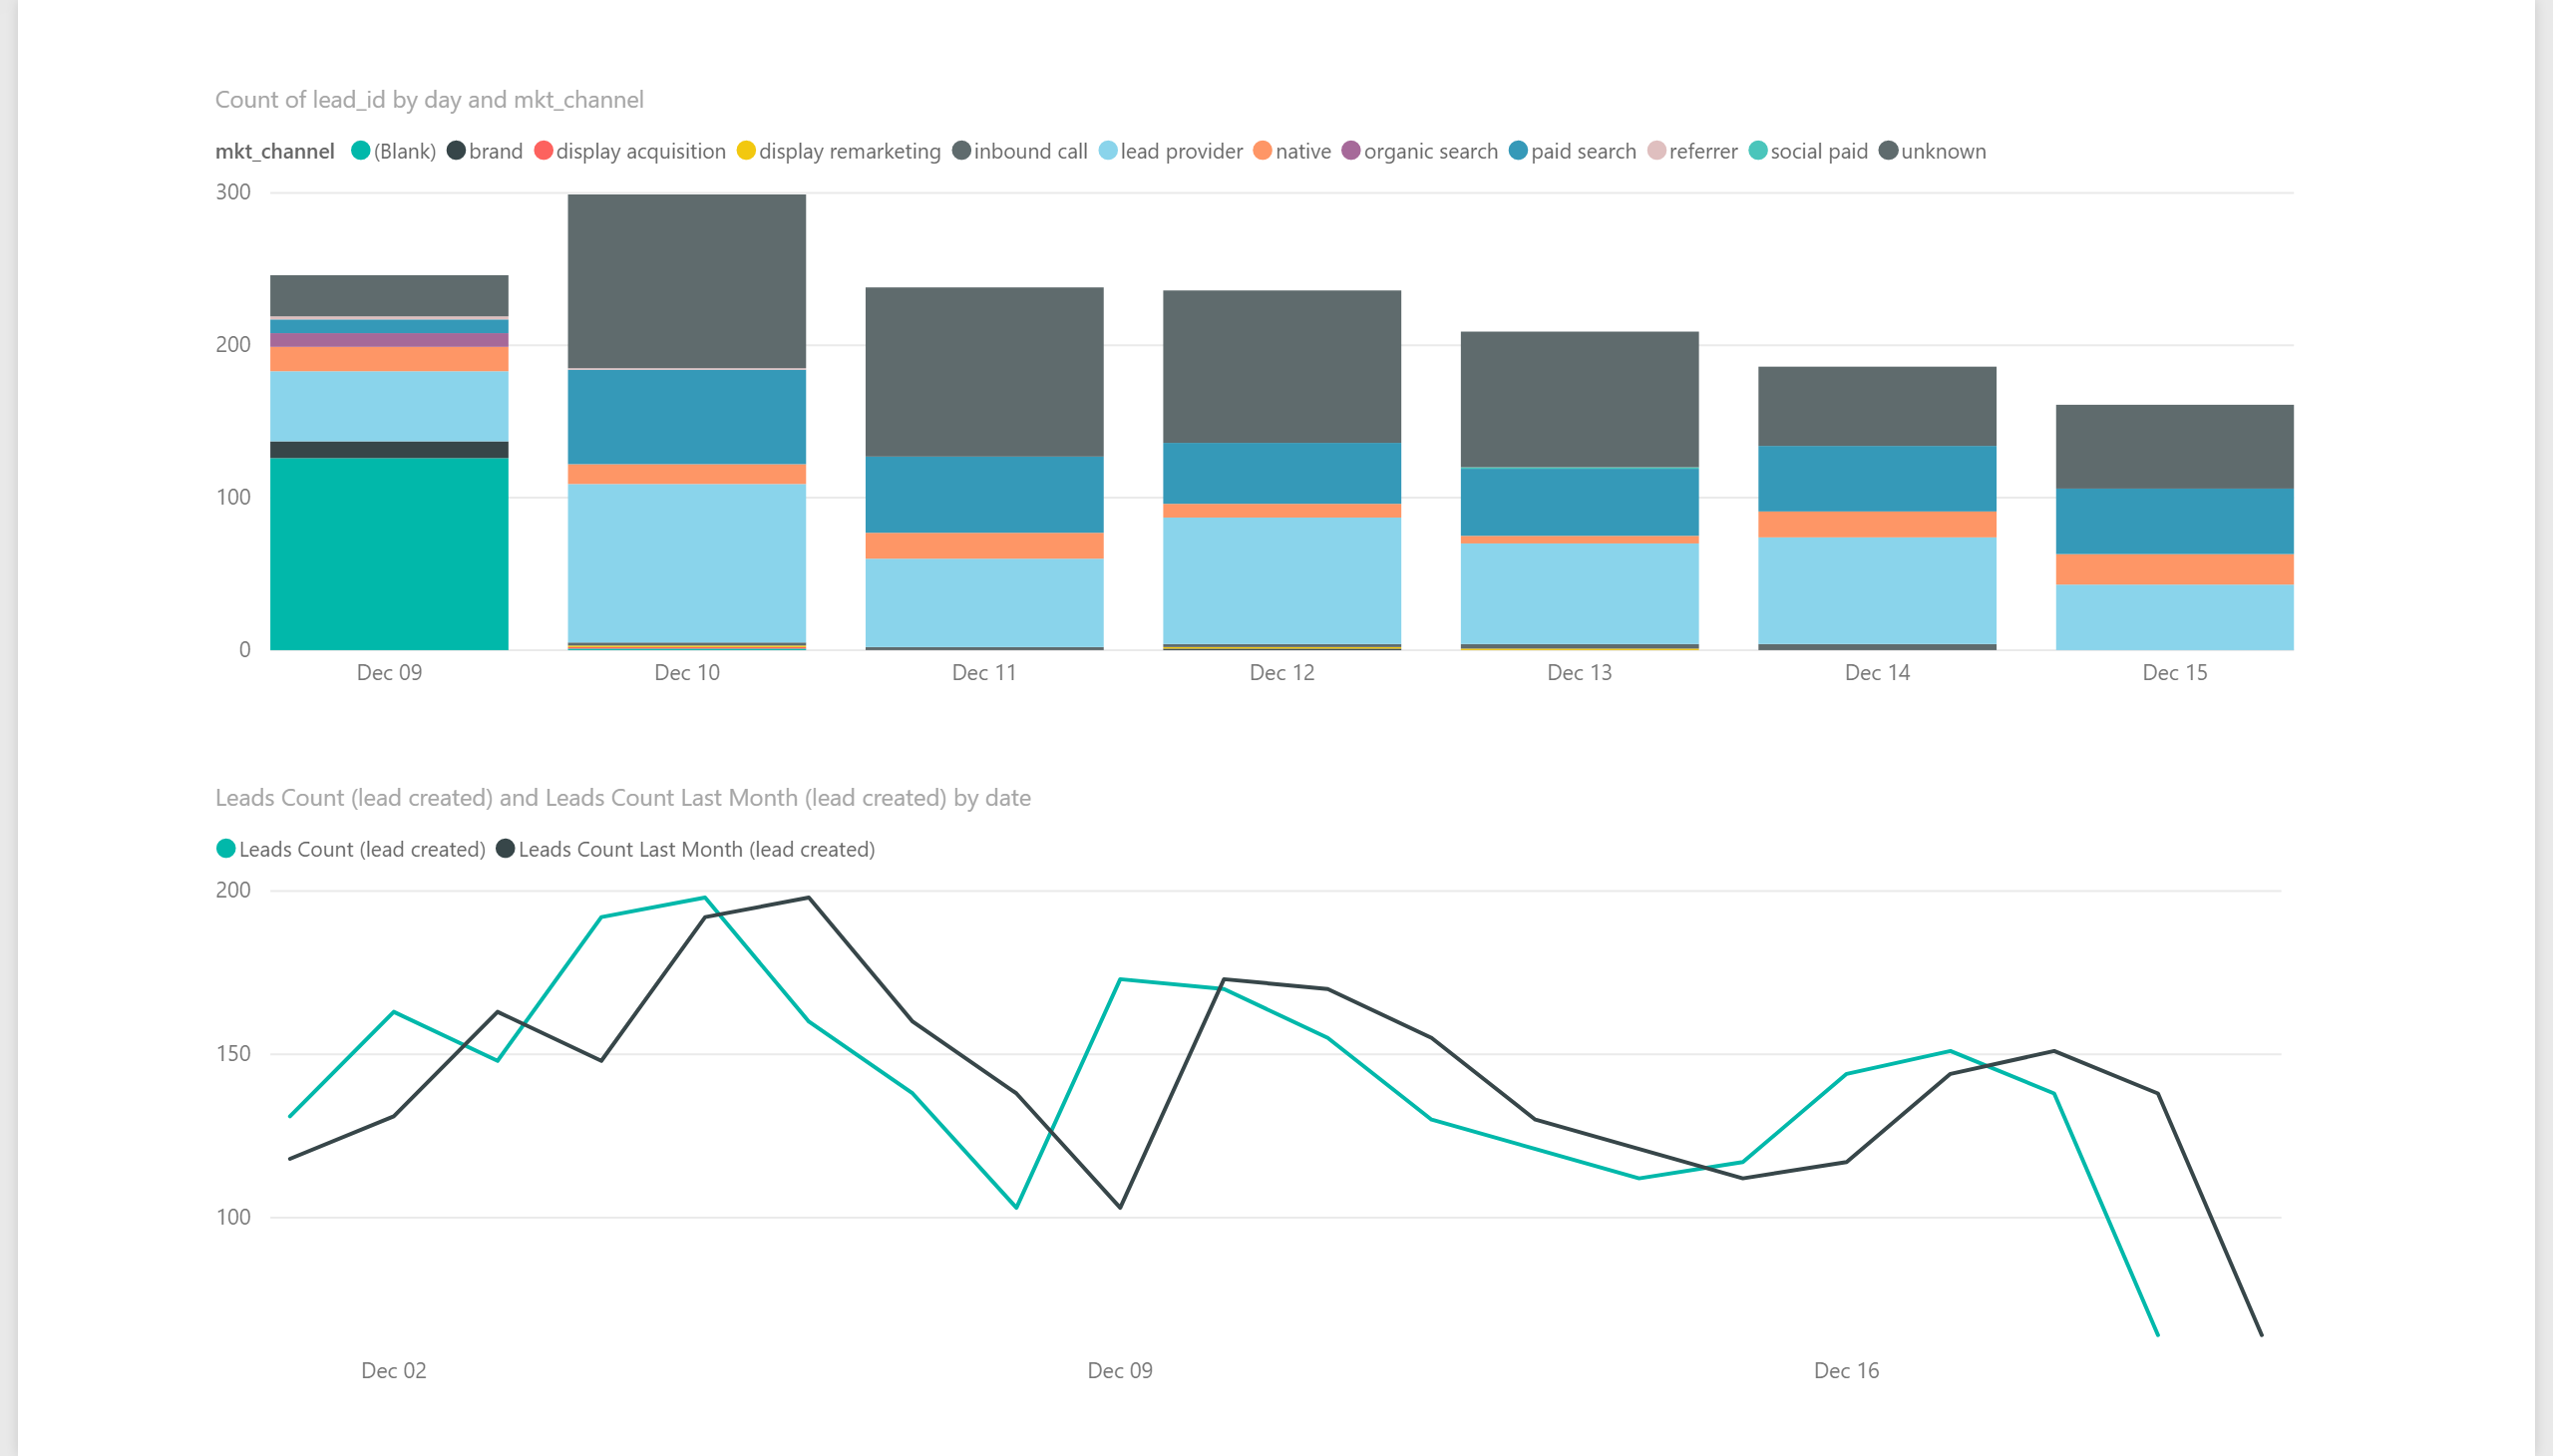 Count of lead_id by day and mkt_channel
mkt_channel (Blank) brand display acquisition display remarketing inbound call lead provider native organic search paid search referrer social paid unknown
300
200
100
0
Dec 09 Dec 10 Dec 11 Dec 12 Dec 13 Dec 14 Dec 15
Leads Count (lead created) and Leads Count Last Month (lead created) by date
Leads Count (lead created) Leads Count Last Month (lead created)
200
150
100
Dec 02 Dec 09 Dec 16